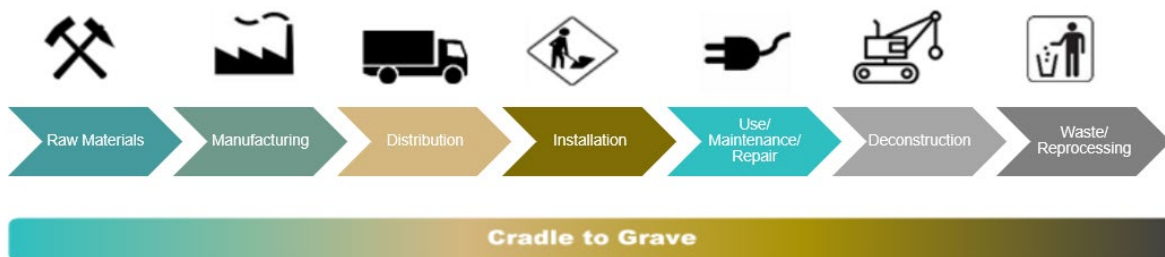 Raw Materials
Manufacturing
Distribution
Installation
Use/
Maintenance/
Repair
Deconstruction
Waste/
Reprocessing
Cradle to Grave